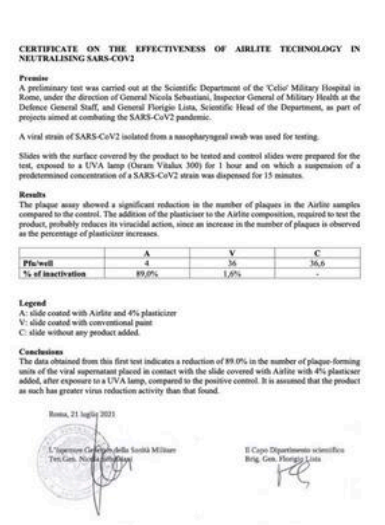 CERTIFICATE ON THE EFFECTIVENESS OF AIRLITE TECHNOLOGY IN
NEUTRALISING SARS-COV2
Premise
A preliminary test was carried out at the Scientific Department of the 'Celio' Military Hospital in
Rome, under the direction of General Nicola Sebastiani, Inspector General of Military Health at the
Defence General Staff, and General Florigio Lista, Scientific Head of the Department, as part of
projects aimed at combating the SARS-CoV2 pandemic.
A viral strain of SARS-CoV2 isolated from a nasopharyngeal swab was used for testing.
Slides with the surface covered by the product to be tested and control slides were prepared for the
test, exposed to a UVA lamp (Osram Vitalux 300) for 1 hour and on which a suspension of a
predetermined concentration of a SARS-CoV2 strain was dispensed for 15 minutes.
Results
The plaque assay showed a significant reduction in the number of plaques in the Airlite samples
compared to the control. The addition of the plasticiser to the Airlite composition, required to test the
product, probably reduces its virucidal action, since an increase in the number of plaques is observed
as the percentage of plasticizer increases.
A V C
Pfu/well 4 36 36,6
% of inactivation 89,0% 1,6% -
Legend
A: slide coated with Airlite and 4% plasticizer
V: slide coated with conventional paint
C: slide without any product added.
Conclusions
The data obtained from this first test indicates a reduction of 89.0% in the number of plaque-forming
units of the viral supernatant placed in contact with the slide covered with Airlite with 4% plasticiser
added, after exposure to a UVA lamp, compared to the positive control. It is assumed that the product
as such has greater virus reduction activity than that found.
Roma, 21 luglio 2021
L'Ispettore Generale della Sanità Militare
Ten.Gen. Nicola Sebastiani
Il Capo Dipartimento scientifico
Brig. Gen. Florigio Lista